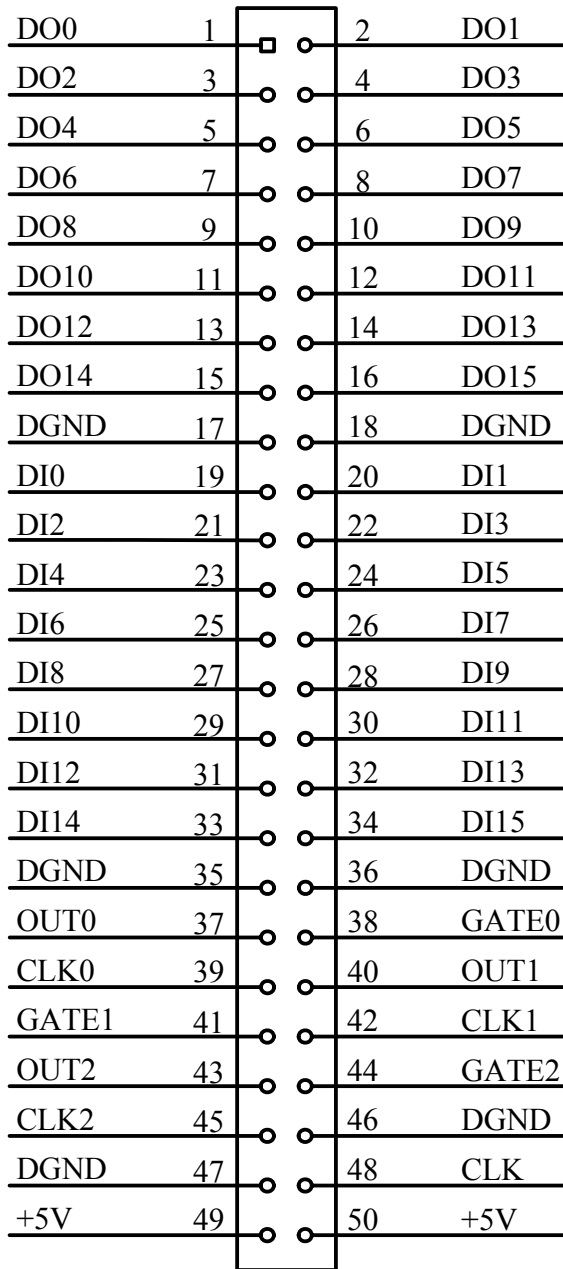 DO0 1 2 DO1
DO2 3 4 DO3
DO4 5 6 DO5
DO6 7 8 DO7
DO8 9 10 DO9
DO10 11 12 DO11
DO12 13 14 DO13
DO14 15 16 DO15
DGND 17 18 DGND
DI0 19 20 DI1
DI2 21 22 DI3
DI4 23 24 DI5
DI6 25 26 DI7
DI8 27 28 DI9
DI10 29 30 DI11
DI12 31 32 DI13
DI14 33 34 DI15
DGND 35 36 DGND
OUT0 37 38 GATE0
CLK0 39 40 OUT1
GATE1 41 42 CLK1
OUT2 43 44 GATE2
CLK2 45 46 DGND
DGND 47 48 CLK
+5V 49 50 +5V